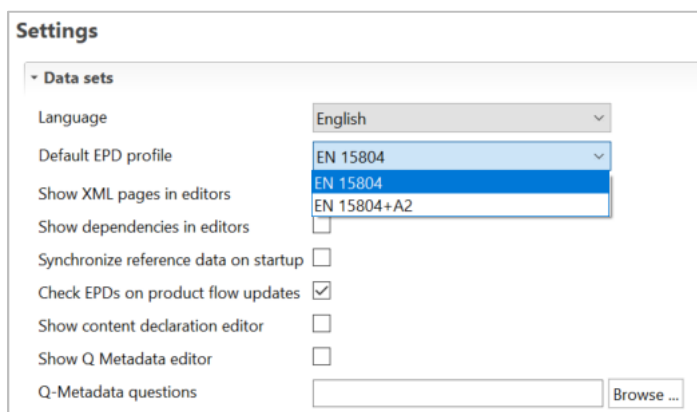 Settings
Data sets
Language English
Default EPD profile EN 15804
EN 15804
Show XML pages in editors
EN 15804+A2
Show dependencies in editors
Synchronize reference data on startup
Check EPDs on product flow updates
Show content declaration editor
Show Q Metadata editor
Q-Metadata questions Browse ...